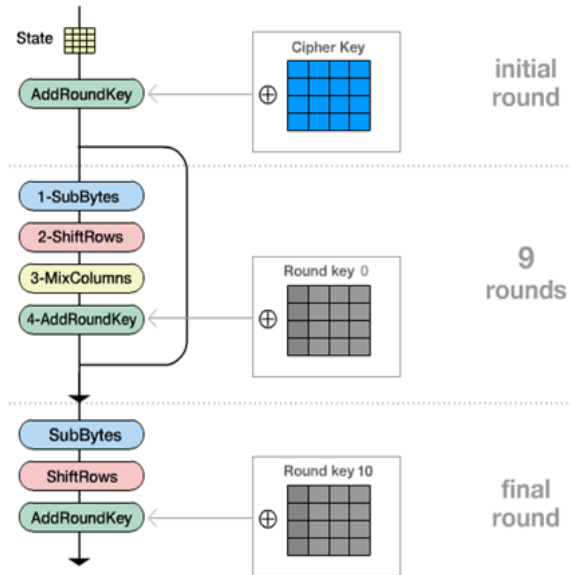 State
Cipher Key
AddRoundKey
initial
round
1-SubBytes
2-ShiftRows
3-MixColumns
4-AddRoundKey
Round key 0
9
rounds
SubBytes
ShiftRows
AddRoundKey
Round key 10
final
round